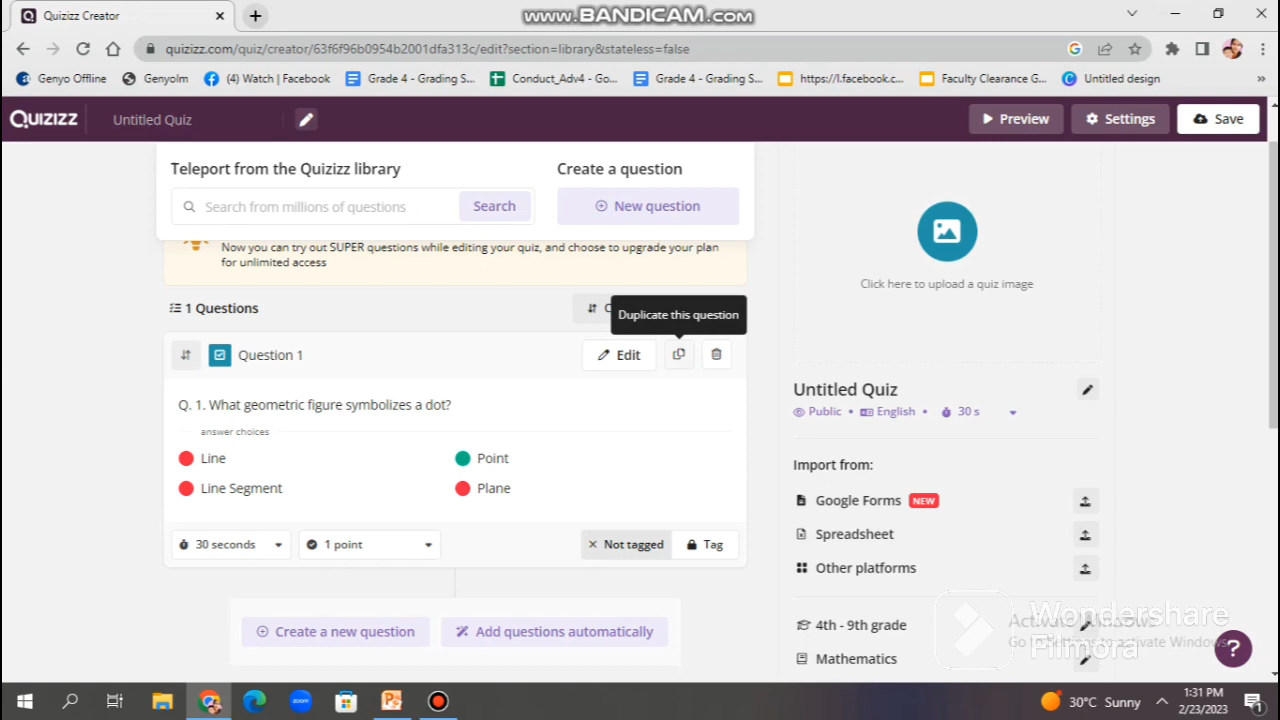 Quizizz Creator
www.BANDICAM.com
quizizz.com/quiz/creator/63f6f96b0954b2001dfa313c/edit?section=library&stateless=false
Genyo Offline
Genyolm
(4) Watch | Facebook
Grade 4 - Grading S...
Conduct_Adv4 - Go...
Grade 4 - Grading S...
https://l.facebook.c...
Faculty Clearance G...
Untitled design
»
QUIZIZZ
Untitled Quiz
Preview
Settings
Save
Teleport from the Quizizz library
Create a question
Search from millions of questions
Search
New question
Now you can try out SUPER questions while editing your quiz, and choose to upgrade your plan
for unlimited access
Click here to upload a quiz image
1 Questions
Duplicate this question
Question 1
Edit
Q. 1. What geometric figure symbolizes a dot?
answer choices
Line
Point
Line Segment
Plane
30 seconds
1 point
Not tagged
Tag
Create a new question
Add questions automatically
Untitled Quiz
Public • English • 30 s
Import from:
Google Forms NEW
Spreadsheet
Other platforms
4th - 9th grade
Mathematics
Activate Windows
Wondershare
Filmora
?
zoom
30°C Sunny
1:31 PM
2/23/2023
1